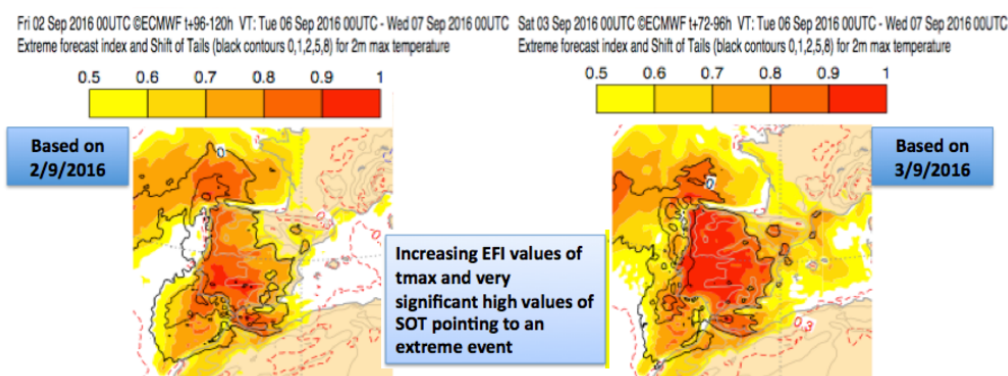 Fri 02 Sep 2016 00UTC ©ECMWF t+96-120h VT: Tue 06 Sep 2016 00UTC - Wed 07 Sep 2016 00UTC
Extreme forecast index and Shift of Tails (black contours 0,1,2,5,8) for 2m max temperature
0.5 0.6 0.7 0.8 0.9 1
Based on
2/9/2016
0
Sat 03 Sep 2016 00UTC ©ECMWF t+72-96h VT: Tue 06 Sep 2016 00UTC - Wed 07 Sep 2016 00UTC
Extreme forecast index and Shift of Tails (black contours 0,1,2,5,8) for 2m max temperature
0.5 0.6 0.7 0.8 0.9 1
Based on
3/9/2016
0
0.3
Increasing EFI values of
tmax and very
significant high values of
SOT pointing to an
extreme event